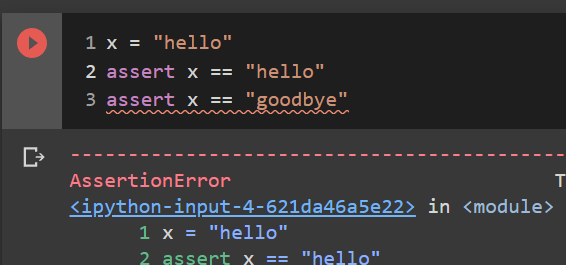 1 x = "hello"
2 assert x == "hello"
3 assert x == "goodbye"
-----------------------------------------
AssertionError T
<ipython-input-4-621da46a5e22> in <module>
1 x = "hello"
2 assert x == "hello"